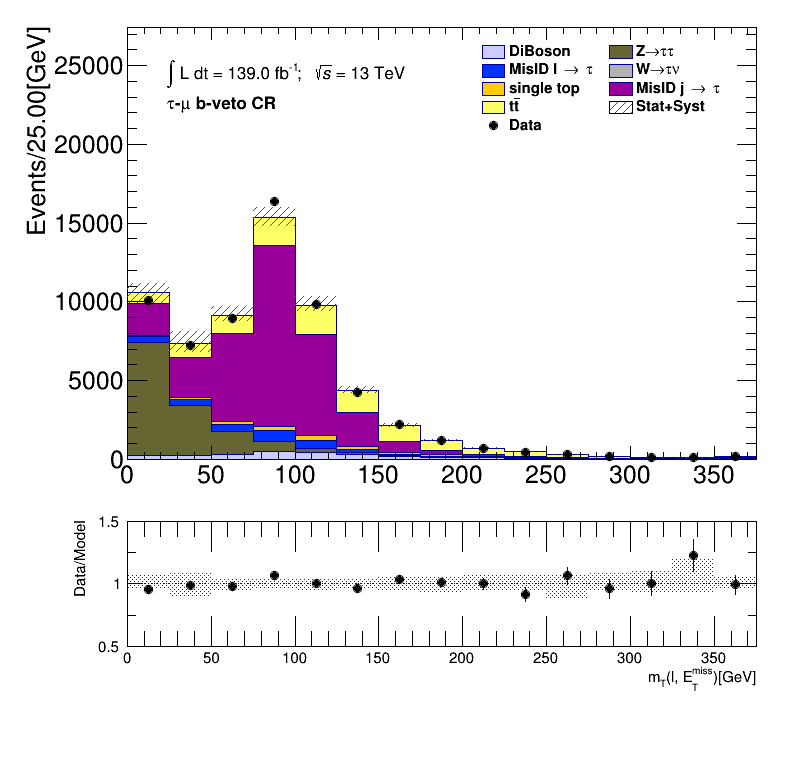 Events/25.00[GeV]
25000
20000
15000
10000
5000
0
∫ L dt = 139.0 fb⁻¹; √s = 13 TeV
τ-μ b-veto CR
DiBoson
MisID l → τ
single top
tt̄
Data
Z→ττ
W→τν
MisID j → τ
Stat+Syst
0 50 100 150 200 250 300 350
Data/Model
1.5
1
0.5
0 50 100 150 200 250 300 350
m_T(l, E_T^miss)[GeV]